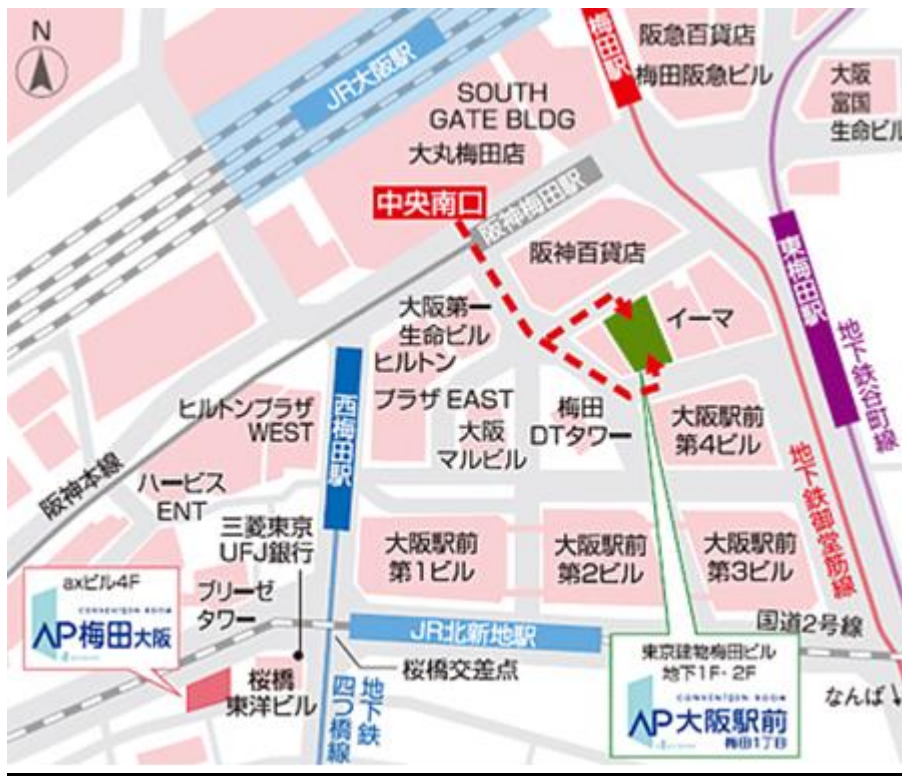 N
JR大阪駅
梅田駅
阪急百貨店
梅田阪急ビル
大阪
富国
生命ビル
SOUTH
GATE BLDG
大丸梅田店
中央南口
阪神梅田駅
阪神百貨店
東梅田駅
地下鉄谷町線
イーマ
大阪第一
生命ビル
ヒルトン
プラザ EAST
ヒルトンプラザ
WEST
西梅田駅
大阪
マルビル
梅田
DTタワー
大阪駅前
第4ビル
地下鉄御堂筋線
阪神本線
ハービス
ENT
三菱東京
UFJ銀行
大阪駅前
第1ビル
大阪駅前
第2ビル
大阪駅前
第3ビル
axビル4F
CONVENTION ROOM
AP梅田大阪
ブリーゼ
タワー
JR北新地駅
国道2号線
桜橋
東洋ビル
桜橋交差点
地下鉄
四つ橋線
東京建物梅田ビル
地下1F・2F
CONVENTION ROOM
AP大阪駅前
梅田1丁目
なんば↓